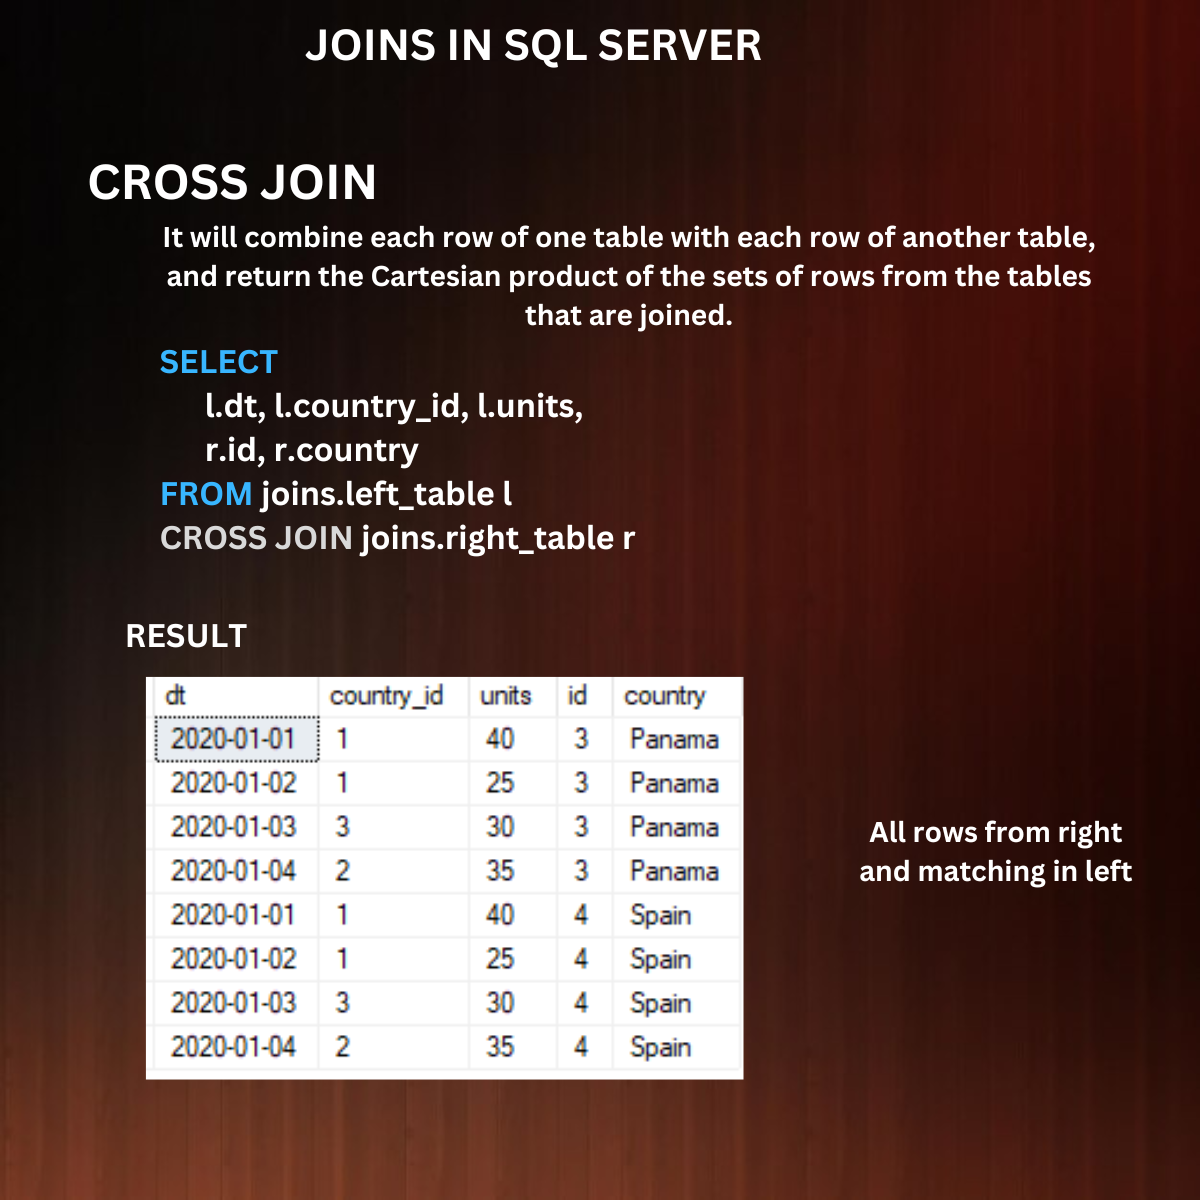 JOINS IN SQL SERVER
CROSS JOIN
It will combine each row of one table with each row of another table,
and return the Cartesian product of the sets of rows from the tables
that are joined.
SELECT
l.dt, l.country_id, l.units,
r.id, r.country
FROM joins.left_table l
CROSS JOIN joins.right_table r
RESULT
dt country_id units id country
2020-01-01 1 40 3 Panama
2020-01-02 1 25 3 Panama
2020-01-03 3 30 3 Panama
2020-01-04 2 35 3 Panama
2020-01-01 1 40 4 Spain
2020-01-02 1 25 4 Spain
2020-01-03 3 30 4 Spain
2020-01-04 2 35 4 Spain
All rows from right
and matching in left